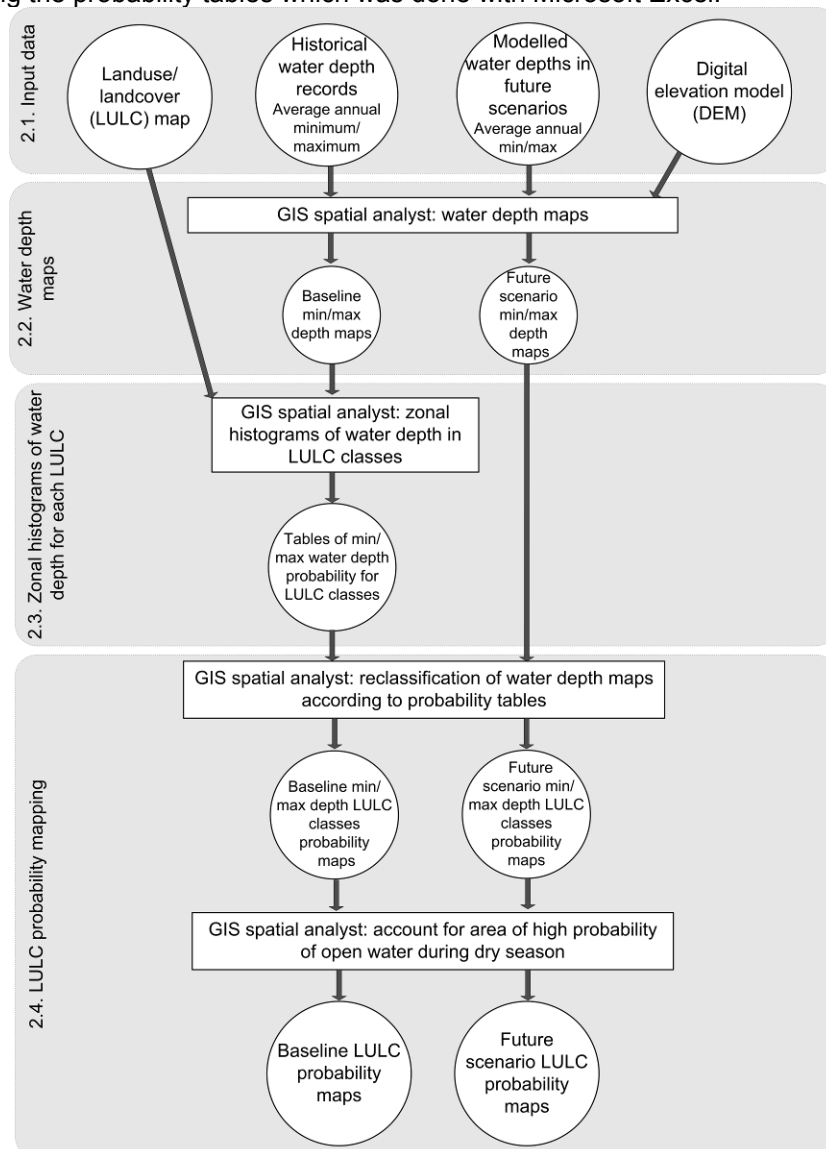 ng the probability tables which was done with Microsoft Excel.
2.1. Input data
Landuse/
landcover
(LULC) map
Historical
water depth
records
Average annual
minimum/
maximum
Modelled
water depths in
future
scenarios
Average annual
min/max
Digital
elevation model
(DEM)
2.2. Water depth
maps
GIS spatial analyst: water depth maps
Baseline
min/max
depth maps
Future
scenario
min/max
depth
maps
2.3. Zonal histograms of water
depth for each LULC
GIS spatial analyst: zonal
histograms of water depth in
LULC classes
Tables of min/
max water depth
probability for
LULC classes
2.4. LULC probability mapping
GIS spatial analyst: reclassification of water depth maps
according to probability tables
Baseline min/
max depth LULC
classes
probability
maps
Future
scenario min/
max depth LULC
classes
probability
maps
GIS spatial analyst: account for area of high probability
of open water during dry season
Baseline LULC
probability
maps
Future
scenario LULC
probability
maps